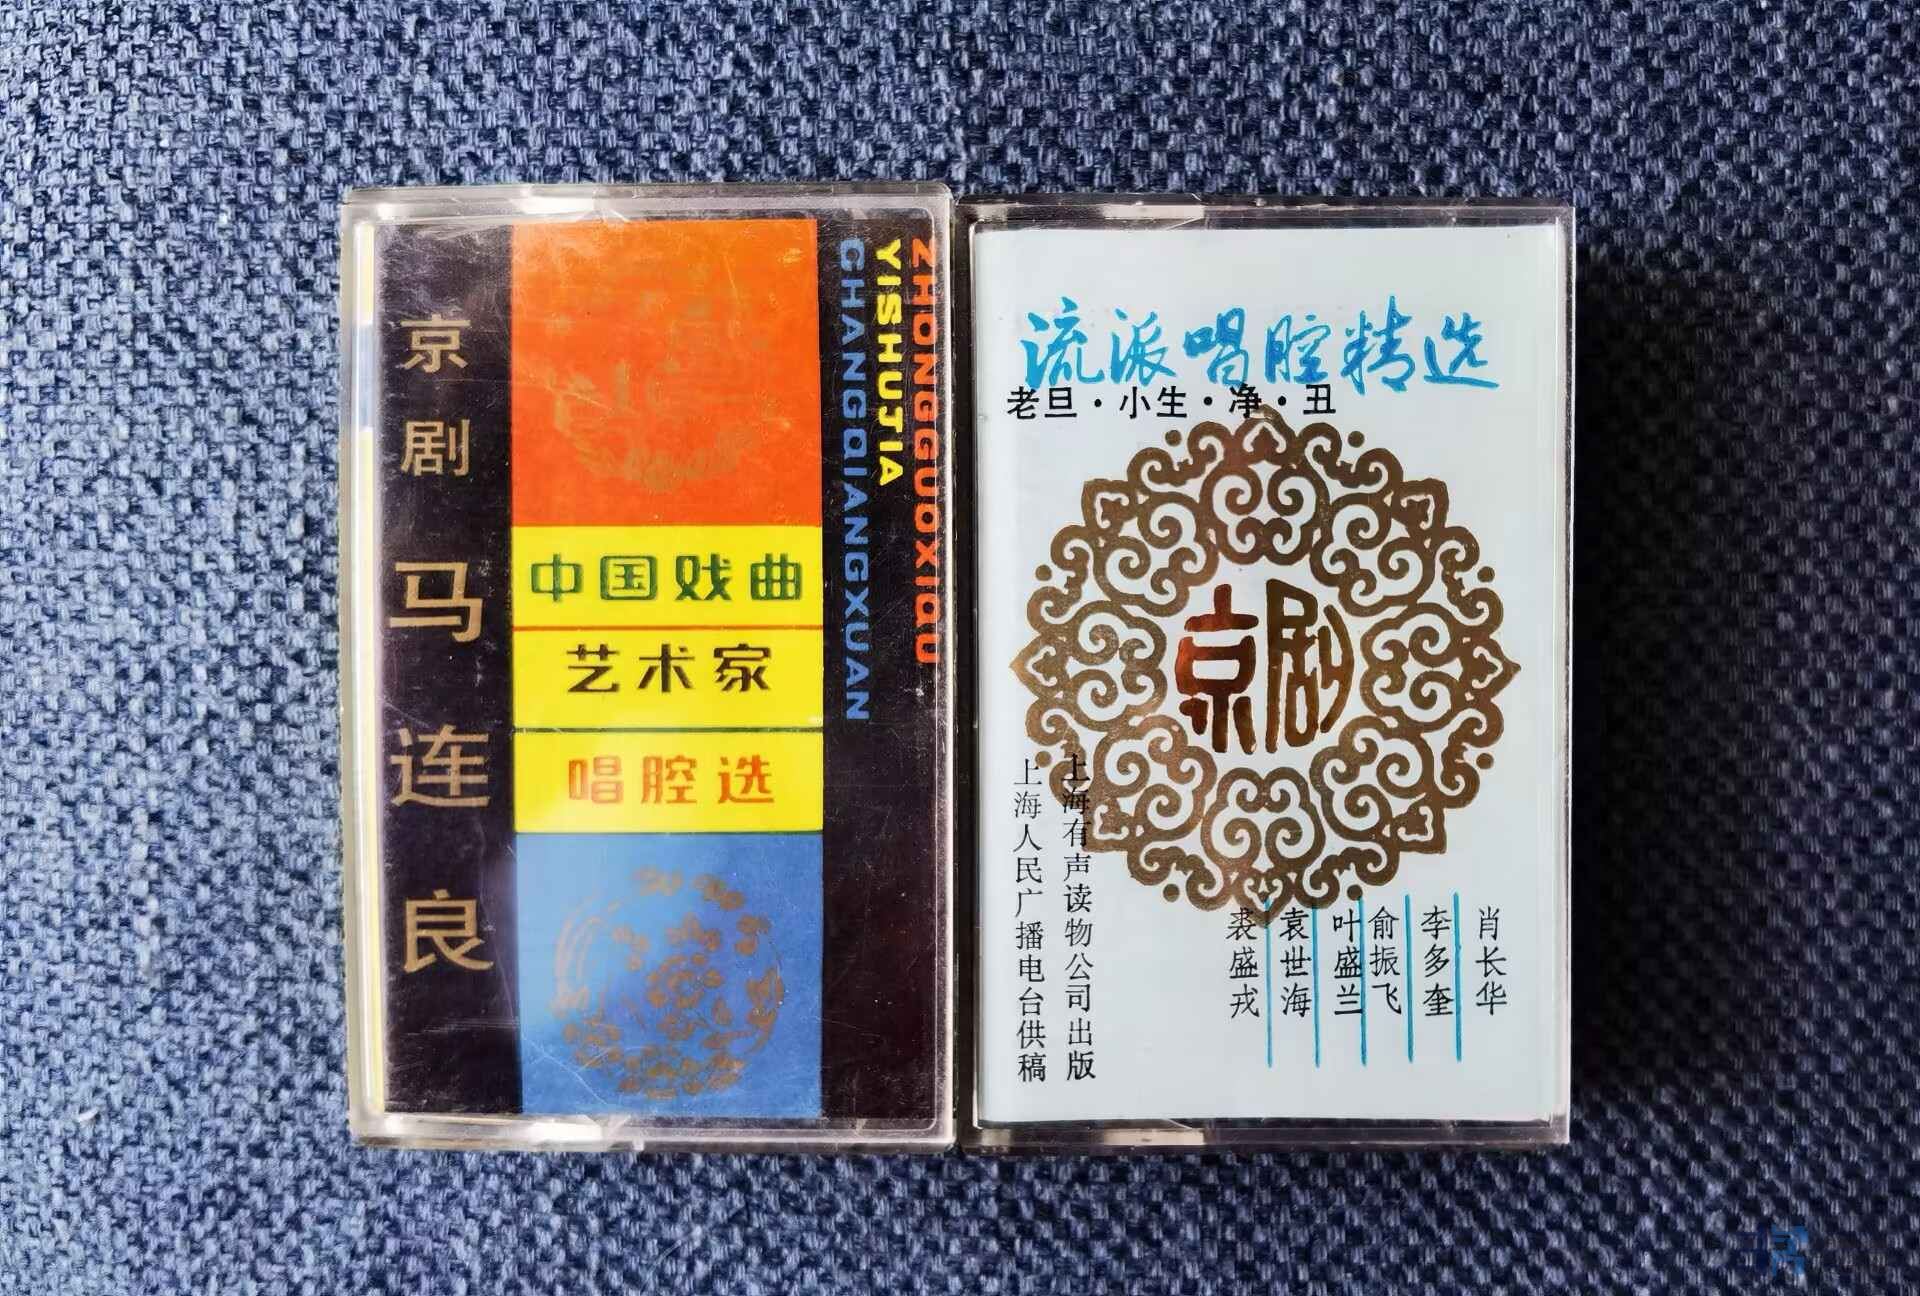 京剧马连良
中国戏曲
艺术家
唱腔选
ZHONGGUOXIQU
YISHUJIA
CHANGQIANGXUAN
流派唱腔精选
老旦·小生·净·丑
京剧
上海有声读物公司出版
上海人民广播电台供稿
肖长华
李多奎
俞振飞
叶盛兰
袁世海
裘盛戎